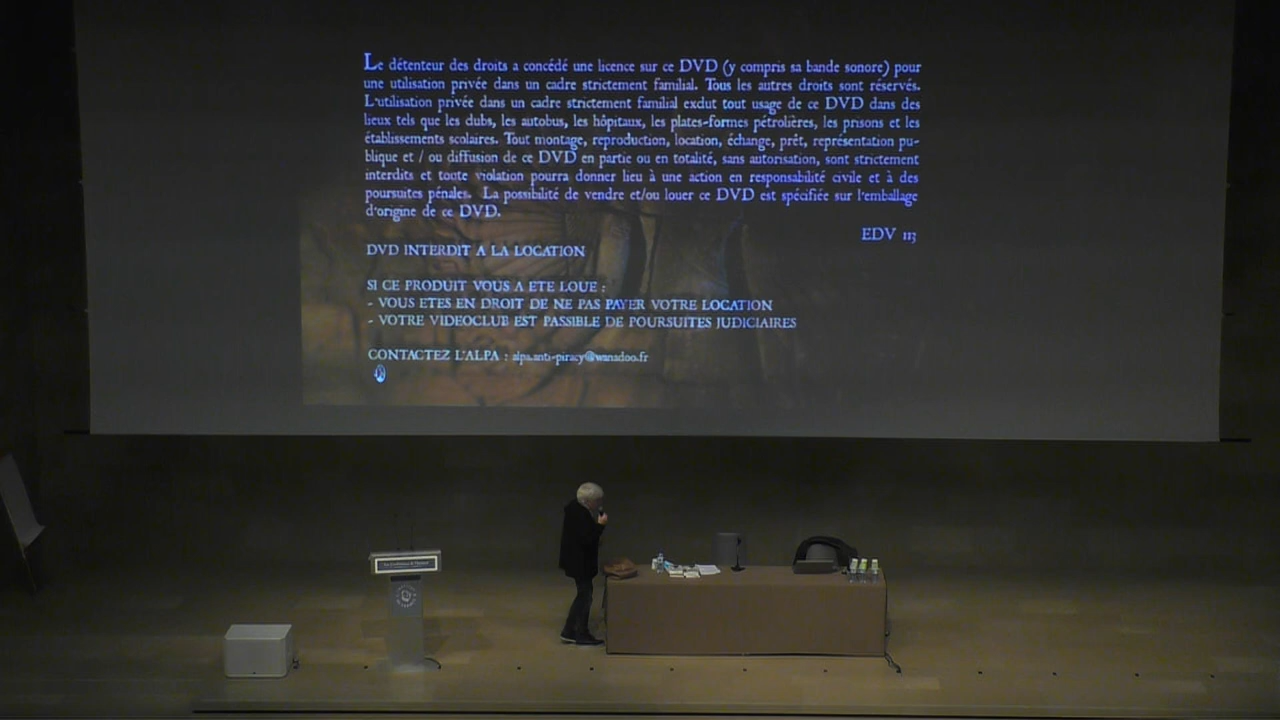 Le détenteur des droits a concédé une licence sur ce DVD (y compris sa bande sonore) pour
une utilisation privée dans un cadre strictement familial. Tous les autres droits sont réservés.
L'utilisation privée dans un cadre strictement familial exclut tout usage de ce DVD dans des
lieux tels que les clubs, les autobus, les hôpitaux, les plates-formes pétrolières, les prisons et les
établissements scolaires. Tout montage, reproduction, location, échange, prêt, représentation pu-
blique et / ou diffusion de ce DVD en partie ou en totalité, sans autorisation, sont strictement
interdits et toute violation pourra donner lieu à une action en responsabilité civile et à des
poursuites pénales. La possibilité de vendre et/ou louer ce DVD est spécifiée sur l'emballage
d'origine de ce DVD.
EDV 113
DVD INTERDIT A LA LOCATION
SI CE PRODUIT VOUS A ETE LOUE :
- VOUS ETES EN DROIT DE NE PAS PAYER VOTRE LOCATION
- VOTRE VIDEOCLUB EST PASSIBLE DE POURSUITES JUDICIAIRES
CONTACTEZ L'ALPA : alpa.anti-piracy@wanadoo.fr